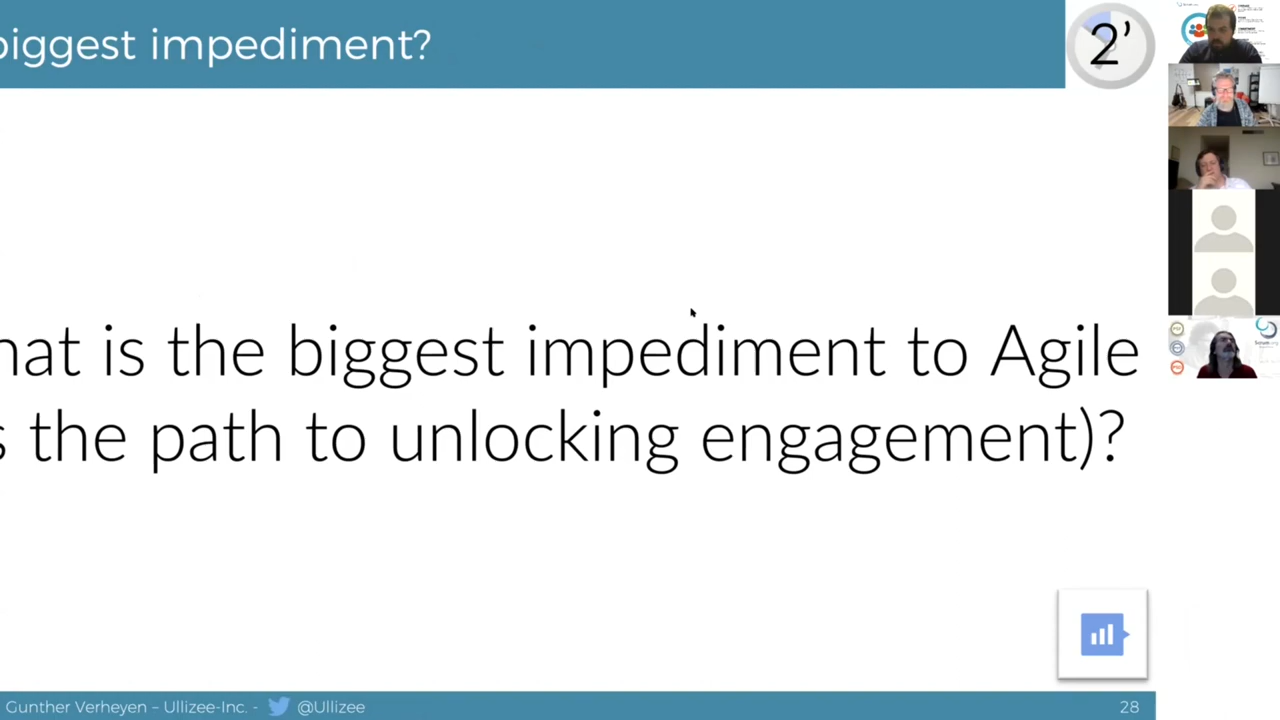 biggest impediment?
2’
hat is the biggest impediment to Agile
s the path to unlocking engagement)?
Gunther Verheyen – Ullizee-Inc. - @Ullizee
28